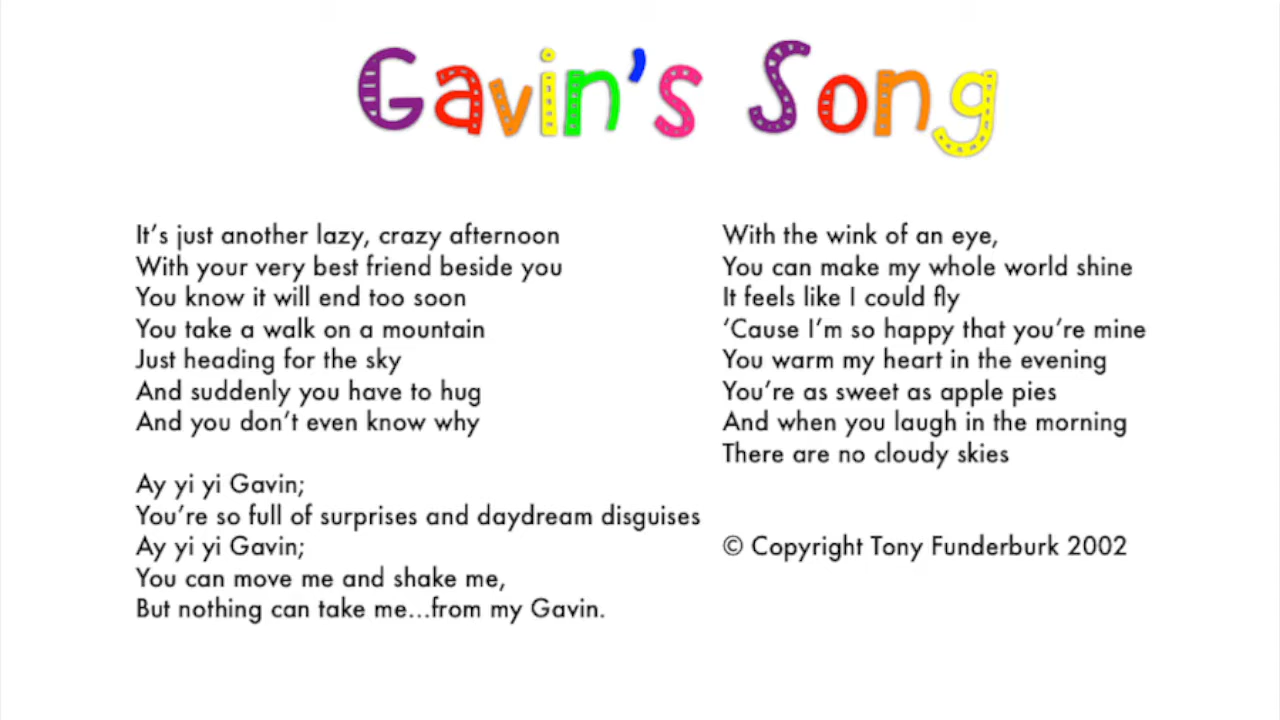 Gavin's Song
It's just another lazy, crazy afternoon
With your very best friend beside you
You know it will end too soon
You take a walk on a mountain
Just heading for the sky
And suddenly you have to hug
And you don't even know why
Ay yi yi Gavin;
You're so full of surprises and daydream disguises
Ay yi yi Gavin;
You can move me and shake me,
But nothing can take me...from my Gavin.
With the wink of an eye,
You can make my whole world shine
It feels like I could fly
'Cause I'm so happy that you're mine
You warm my heart in the evening
You're as sweet as apple pies
And when you laugh in the morning
There are no cloudy skies
© Copyright Tony Funderburk 2002